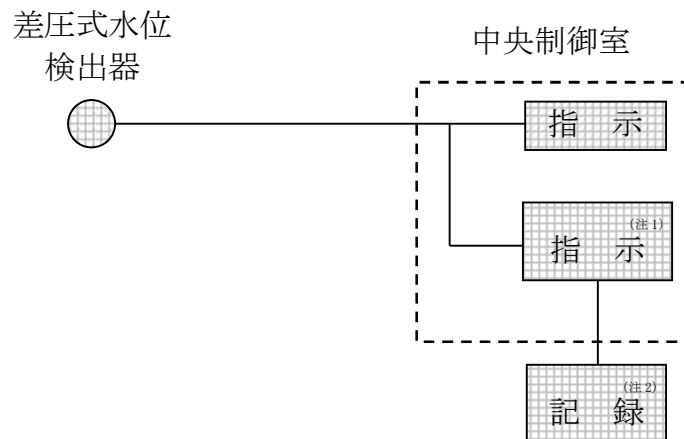 差圧式水位
検出器
中央制御室
指 示
(注1)
指 示
(注2)
記 録